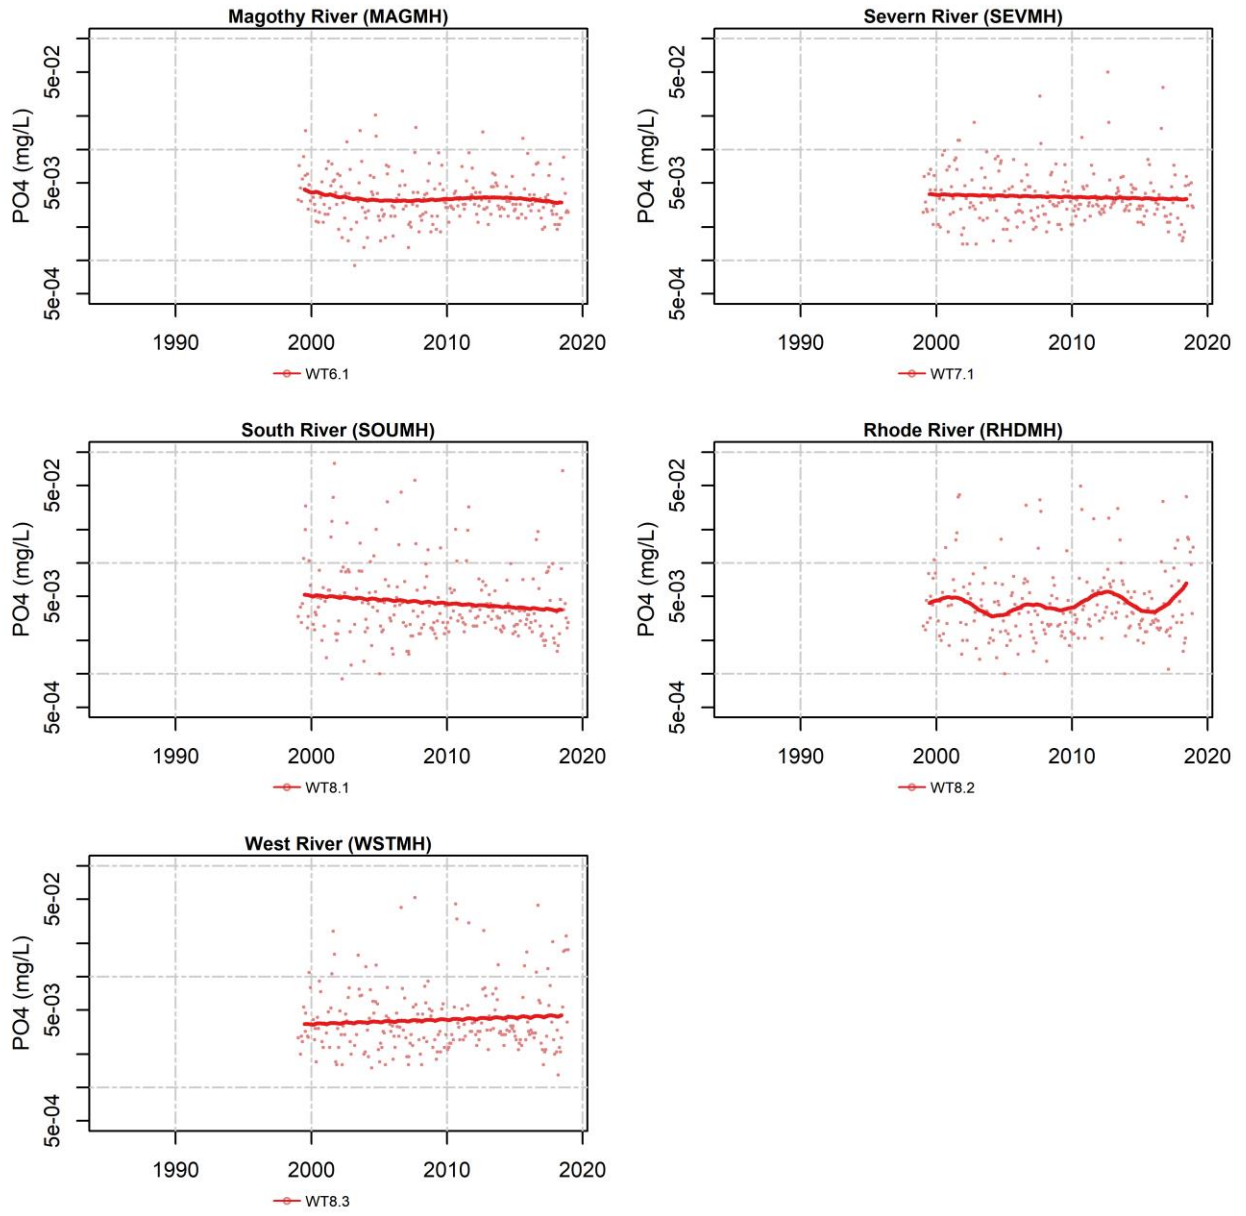 Magothy River (MAGMH)
PO4 (mg/L)
5e-02
5e-03
5e-04
1990 2000 2010 2020
WT6.1
Severn River (SEVMH)
PO4 (mg/L)
5e-02
5e-03
5e-04
1990 2000 2010 2020
WT7.1
South River (SOUMH)
PO4 (mg/L)
5e-02
5e-03
5e-04
1990 2000 2010 2020
WT8.1
Rhode River (RHDMH)
PO4 (mg/L)
5e-02
5e-03
5e-04
1990 2000 2010 2020
WT8.2
West River (WSTMH)
PO4 (mg/L)
5e-02
5e-03
5e-04
1990 2000 2010 2020
WT8.3